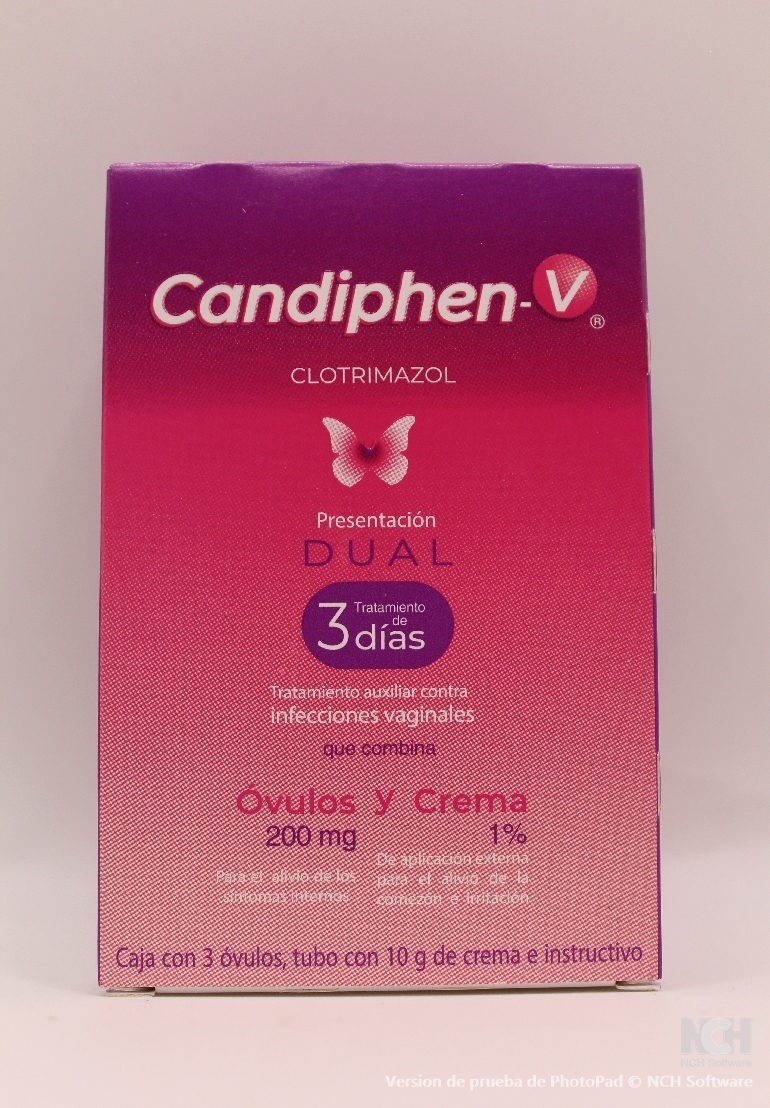 Candiphen-V®
CLOTRIMAZOL
Presentación
DUAL
3 Tratamiento
de
días
Tratamiento auxiliar contra
infecciones vaginales
que combina
Óvulos y Crema
200 mg 1%
Para el alivio de los
síntomas internos
De aplicación externa
para el alivio de la
comezón e irritación
Caja con 3 óvulos, tubo con 10 g de crema e instructivo
NCH
NCH Software
Version de prueba de PhotoPad © NCH Software